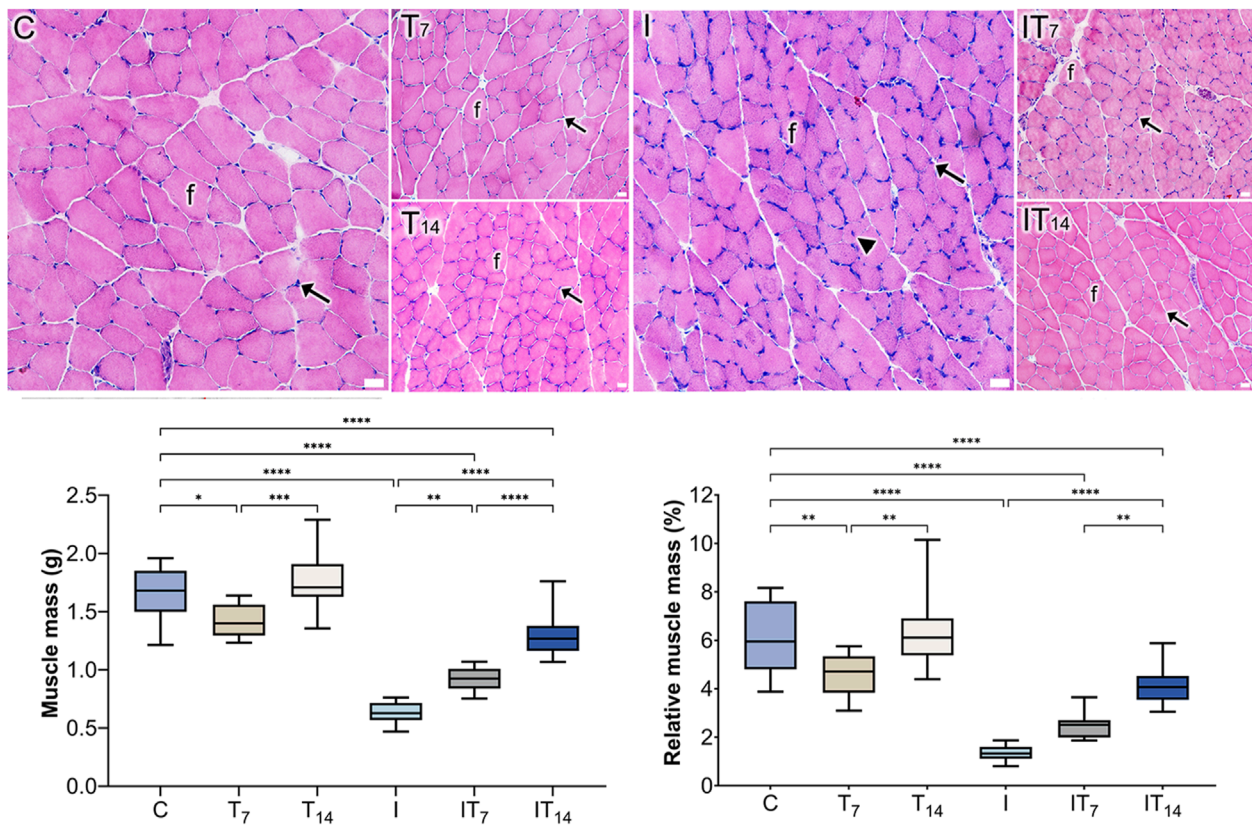 C
f
T7
f
T14
f
I
f
IT7
f
IT14
f
****
****
**** ****
* *** ** ****
Muscle mass (g)
2.5
2.0
1.5
1.0
0.5
0.0
C T7 T14 I IT7 IT14
****
****
**** ****
** ** **
Relative muscle mass (%)
12
10
8
6
4
2
0
C T7 T14 I IT7 IT14